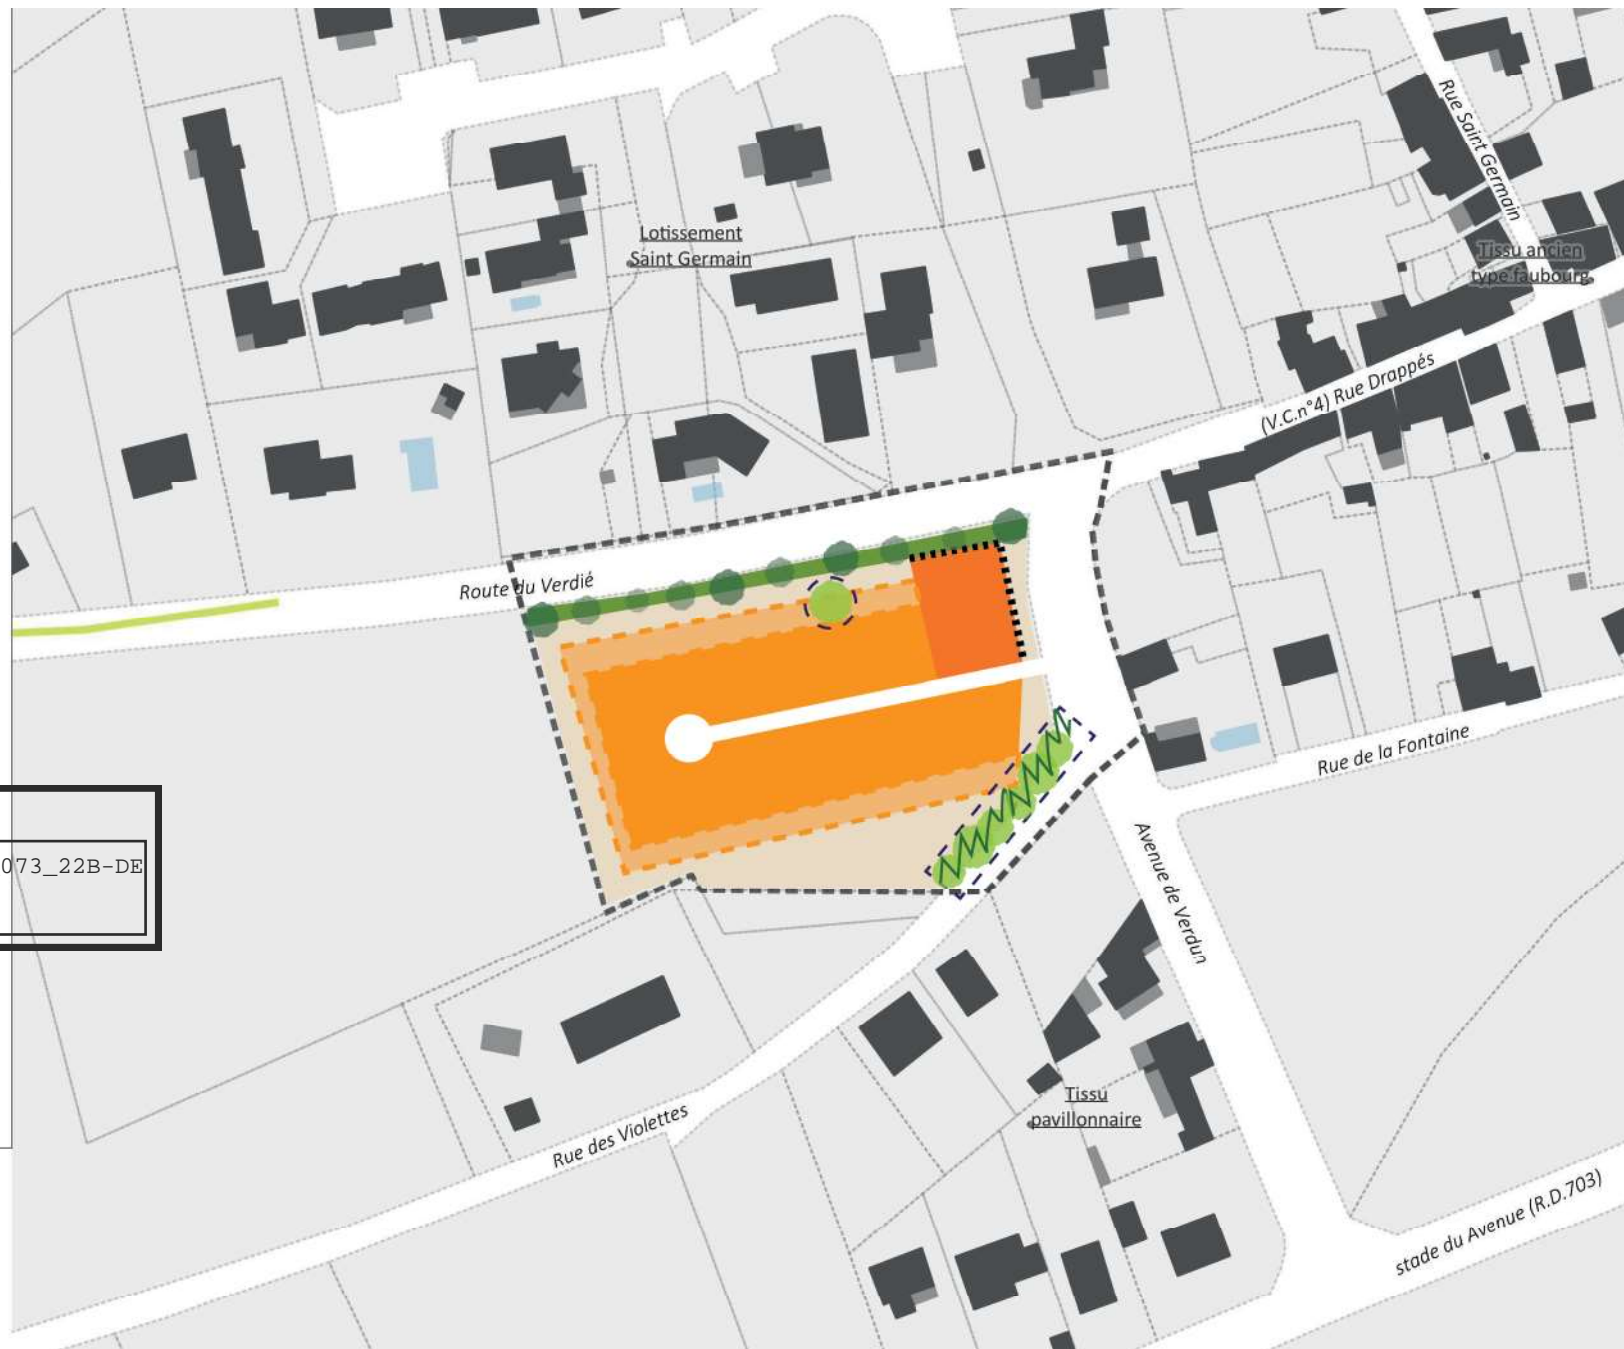 Rue Saint Germain
Lotissement
Saint Germain
Tissu ancien
type faubourg
(V.C.n°4) Rue Drappés
Route du Verdié
Rue de la Fontaine
073_22B-DE
Avenue de Verdun
Tissu
pavillonnaire
Rue des Violettes
stade du Avenue (R.D.703)